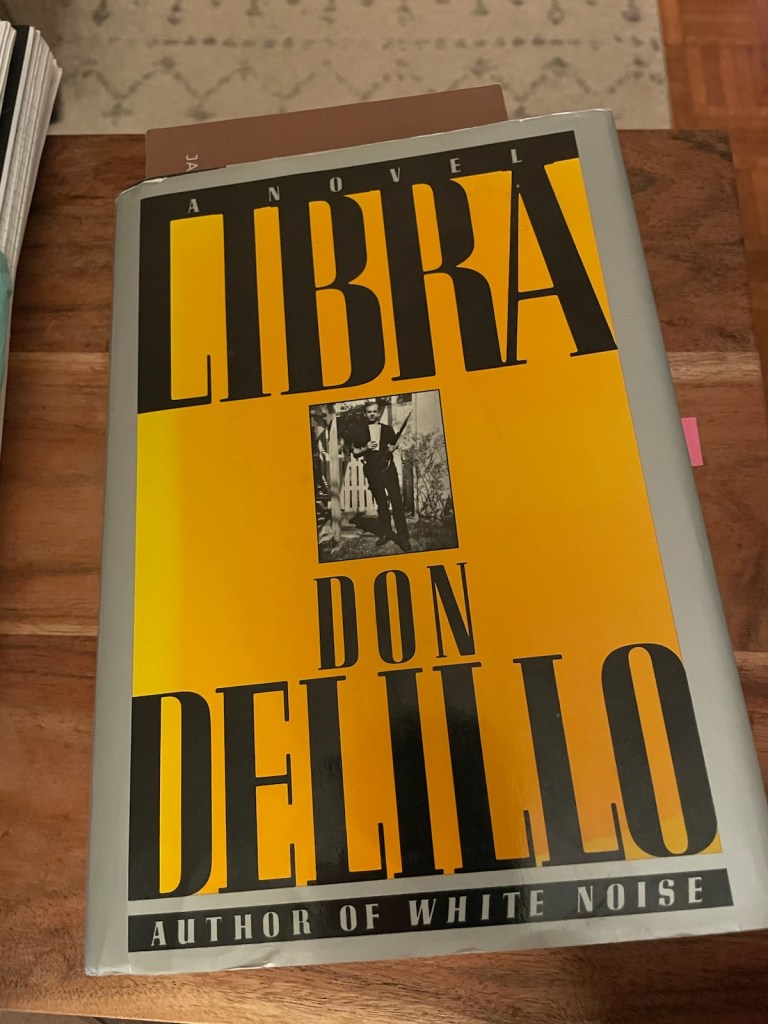 A NOVEL
LIBRA
DON
DELILLO
AUTHOR OF WHITE NOISE